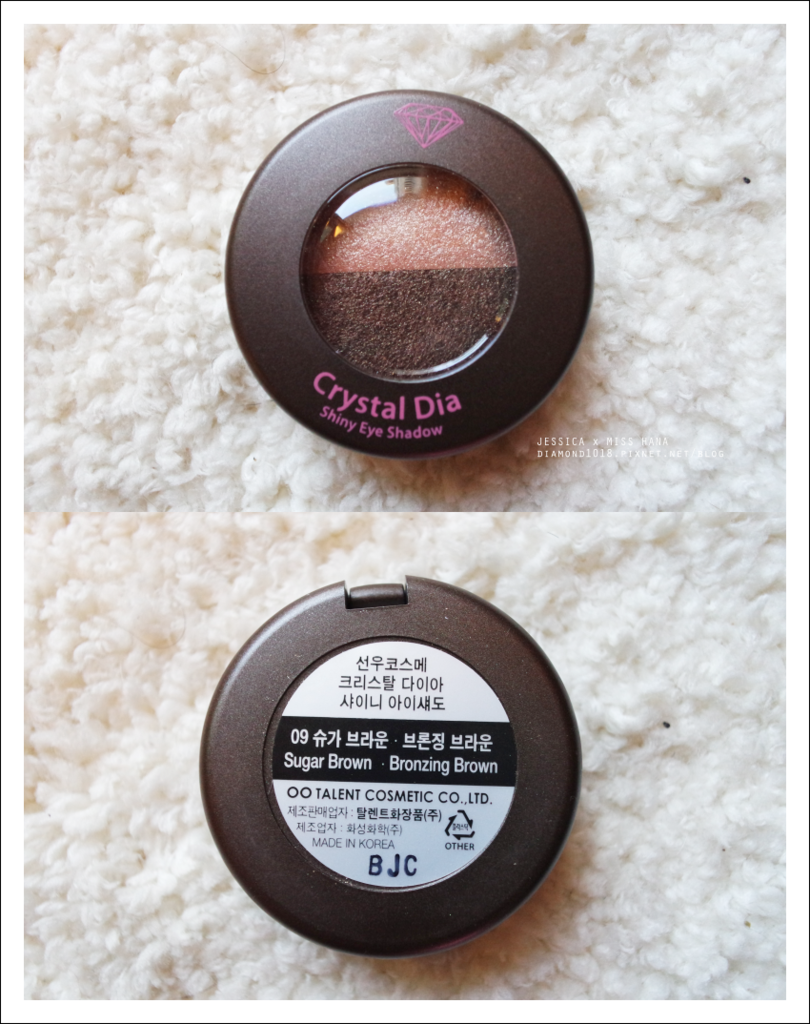 Crystal Dia
Shiny Eye Shadow
JESSICA x MISS HANA
DIAMOND1018.PIXNET.NET/BLOG
선우코스메
크리스탈 다이아
샤이니 아이섀도
09 슈가 브라운 · 브론징 브라운
Sugar Brown · Bronzing Brown
TALENT COSMETIC CO.,LTD.
제조판매업자 : 탈렌트화장품(주)
제조업자 : 화성화학(주)
플라스틱
MADE IN KOREA
OTHER
BJC